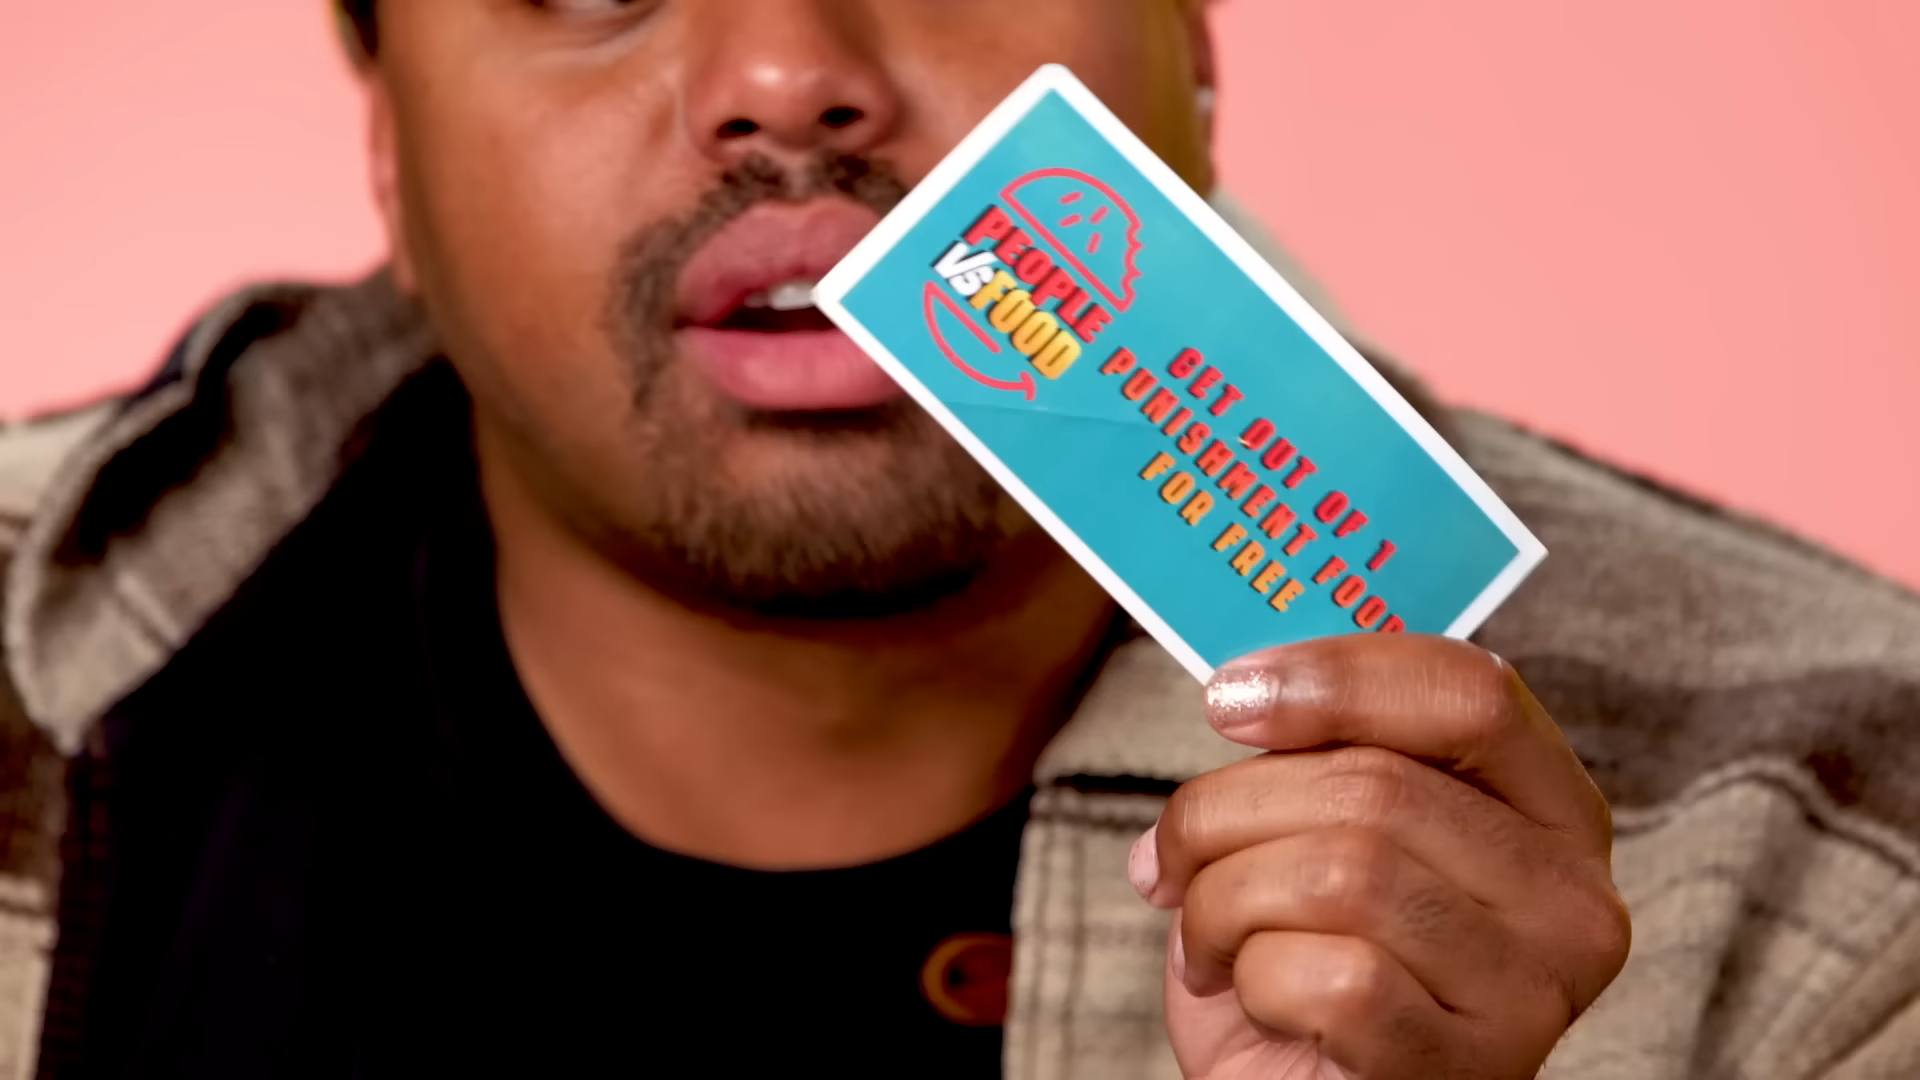 PEOPLE
VS FOOD
GET OUT OF 1
PUNISHMENT FOOD
FOR FREE